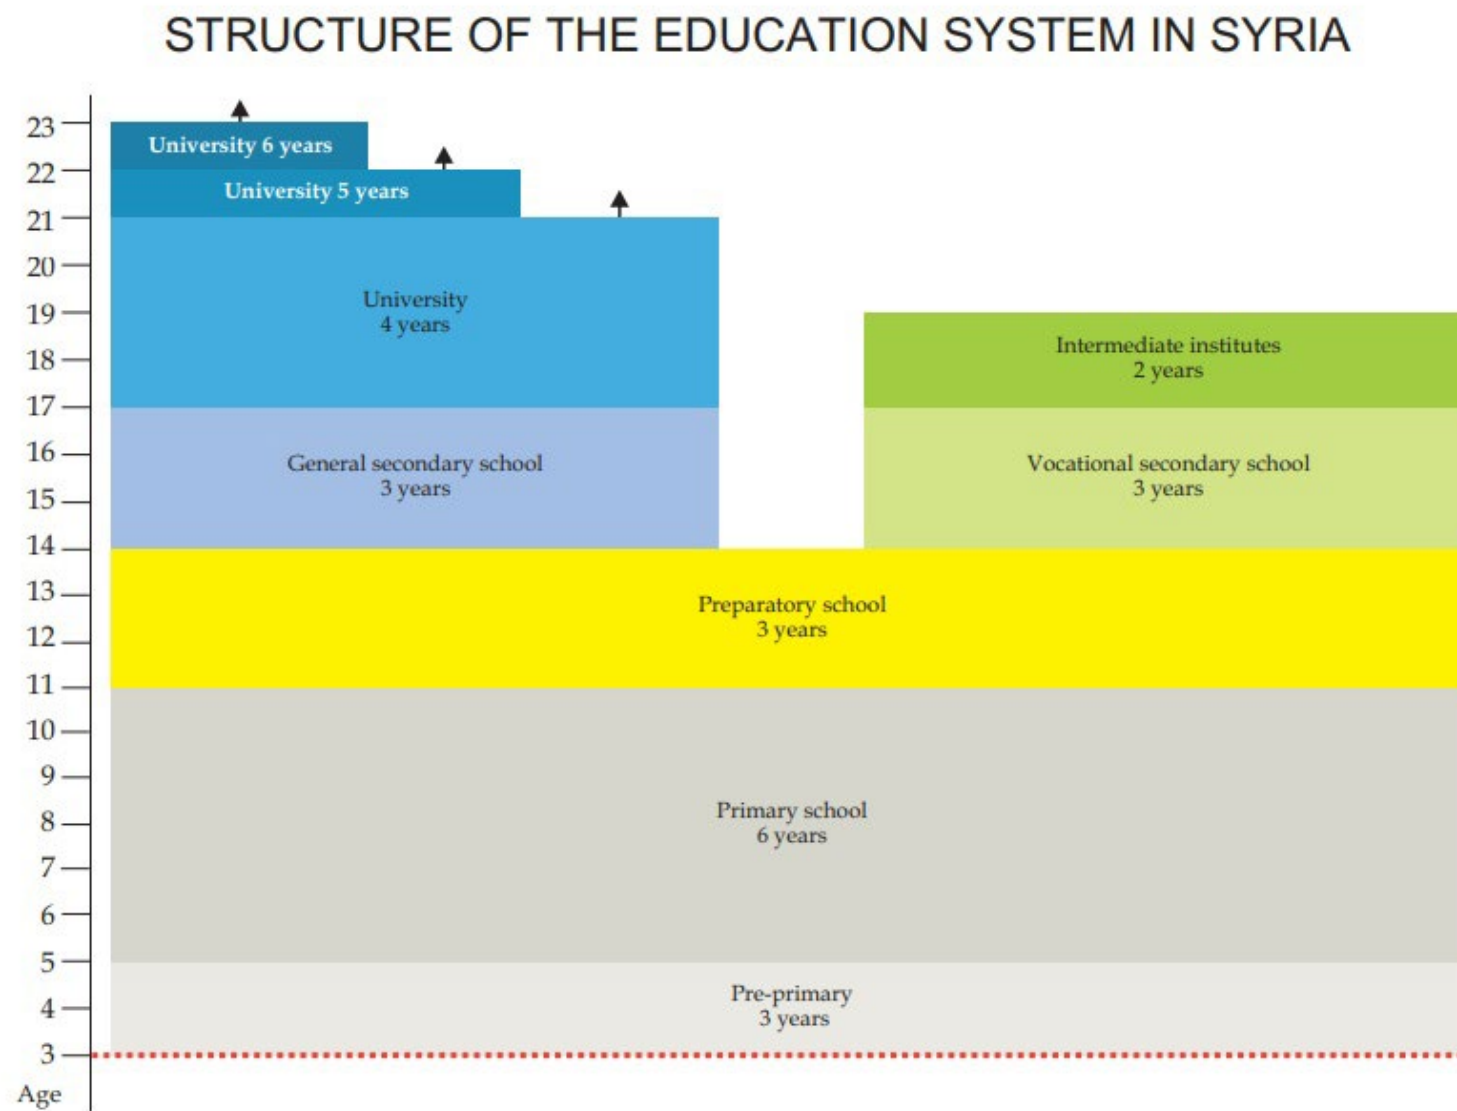 STRUCTURE OF THE EDUCATION SYSTEM IN SYRIA
23
22
21
20
19
18
17
16
15
14
13
12
11
10
9
8
7
6
5
4
3
Age
University 6 years
University 5 years
University
4 years
General secondary school
3 years
Intermediate institutes
2 years
Vocational secondary school
3 years
Preparatory school
3 years
Primary school
6 years
Pre-primary
3 years